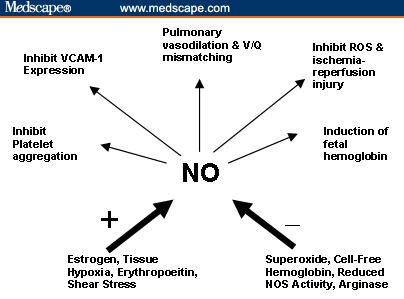 Medscape® www.medscape.com
Pulmonary
vasodilation & V/Q
mismatching
Inhibit VCAM-1
Expression
Inhibit ROS &
ischemia-
reperfusion
injury
Inhibit
Platelet
aggregation
Induction of
fetal
hemoglobin
NO
+
–
Estrogen, Tissue
Hypoxia, Erythropoeitin,
Shear Stress
Superoxide, Cell-Free
Hemoglobin, Reduced
NOS Activity, Arginase